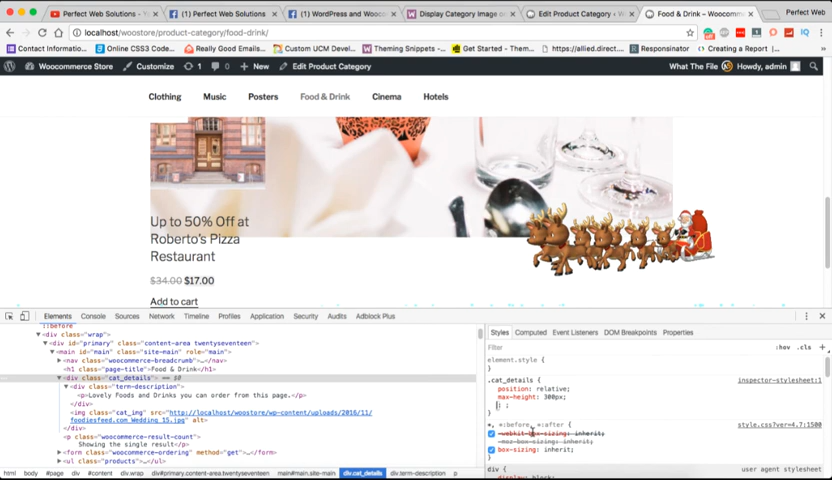 Perfect Web Solutions - Y
(1) Perfect Web Solutions
(1) WordPress and Wooc
Display Category Image o
Edit Product Category ‹ W
Food & Drink – Woocomm
Perfect Web
localhost/woostore/product-category/food-drink/
Contact Informatio...
Online CSS3 Code...
Really Good Emails...
Custom UCM Devel...
Theming Snippets -...
Get Started - Them...
https://allied.direct...
Responsinator
Creating a Report (...
Other Bookmarks
Woocommerce Store
Customize
1
0
New
Edit Product Category
What The File
Howdy, admin
Clothing
Music
Posters
Food & Drink
Cinema
Hotels
Up to 50% Off at
Roberto's Pizza
Restaurant
$34.00 $17.00
Add to cart
Elements
Console
Sources
Network
Timeline
Profiles
Application
Security
Audits
Adblock Plus
::before
▼<div class="wrap">
▼<div id="primary" class="content-area twentyseventeen">
▼<main id="main" class="site-main" role="main">
▶<nav class="woocommerce-breadcrumb">…</nav>
<h1 class="page-title">Food & Drink</h1>
▼<div class="cat_details"> == $0
▼<div class="term-description">
<p>Lovely Foods and Drinks you can order from this page.</p>
</div>
<img class="cat_img" src="http://localhost/woostore/wp-content/uploads/2016/11/
foodiesfeed.com_Wedding_15.jpg" alt>
</div>
<p class="woocommerce-result-count">
Showing the single result</p>
▶<form class="woocommerce-ordering" method="get">…</form>
▶<ul class="products">…</ul>
html
body
#page
div
#content
div.wrap
div#primary.content-area.twentyseventeen
main#main.site-main
div.cat_details
div.term-description
p
Styles
Computed
Event Listeners
DOM Breakpoints
Properties
Filter
:hov
.cls
+
element.style {
}
.cat_details {
inspector-stylesheet:1
position: relative;
max-height: 300px;
: ;
}
*, *:before, *:after {
style.css?ver=4.7:1500
-webkit-box-sizing: inherit;
-moz-box-sizing: inherit;
box-sizing: inherit;
}
div {
user agent stylesheet
display: block;